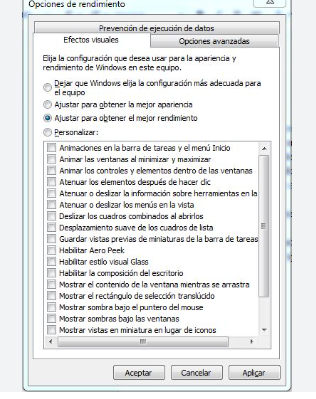 Opciones de rendimiento
Prevención de ejecución de datos
Efectos visuales
Opciones avanzadas
Elija la configuración que desea usar para la apariencia y
rendimiento de Windows en este equipo.
Dejar que Windows elija la configuración más adecuada para
el equipo
Ajustar para obtener la mejor apariencia
Ajustar para obtener el mejor rendimiento
Personalizar:
Animaciones en la barra de tareas y el menú Inicio
Animar las ventanas al minimizar y maximizar
Animar los controles y elementos dentro de las ventanas
Atenuar los elementos después de hacer clic
Atenuar o deslizar la información sobre herramientas en la
Atenuar o deslizar los menús en la vista
Deslizar los cuadros combinados al abrirlos
Desplazamiento suave de los cuadros de lista
Guardar vistas previas de miniaturas de la barra de tareas
Habilitar Aero Peek
Habilitar estilo visual Glass
Habilitar la composición del escritorio
Mostrar el contenido de la ventana mientras se arrastra
Mostrar el rectángulo de selección translúcido
Mostrar sombra bajo el puntero del mouse
Mostrar sombras bajo las ventanas
Mostrar vistas en miniatura en lugar de iconos
Aceptar
Cancelar
Aplicar